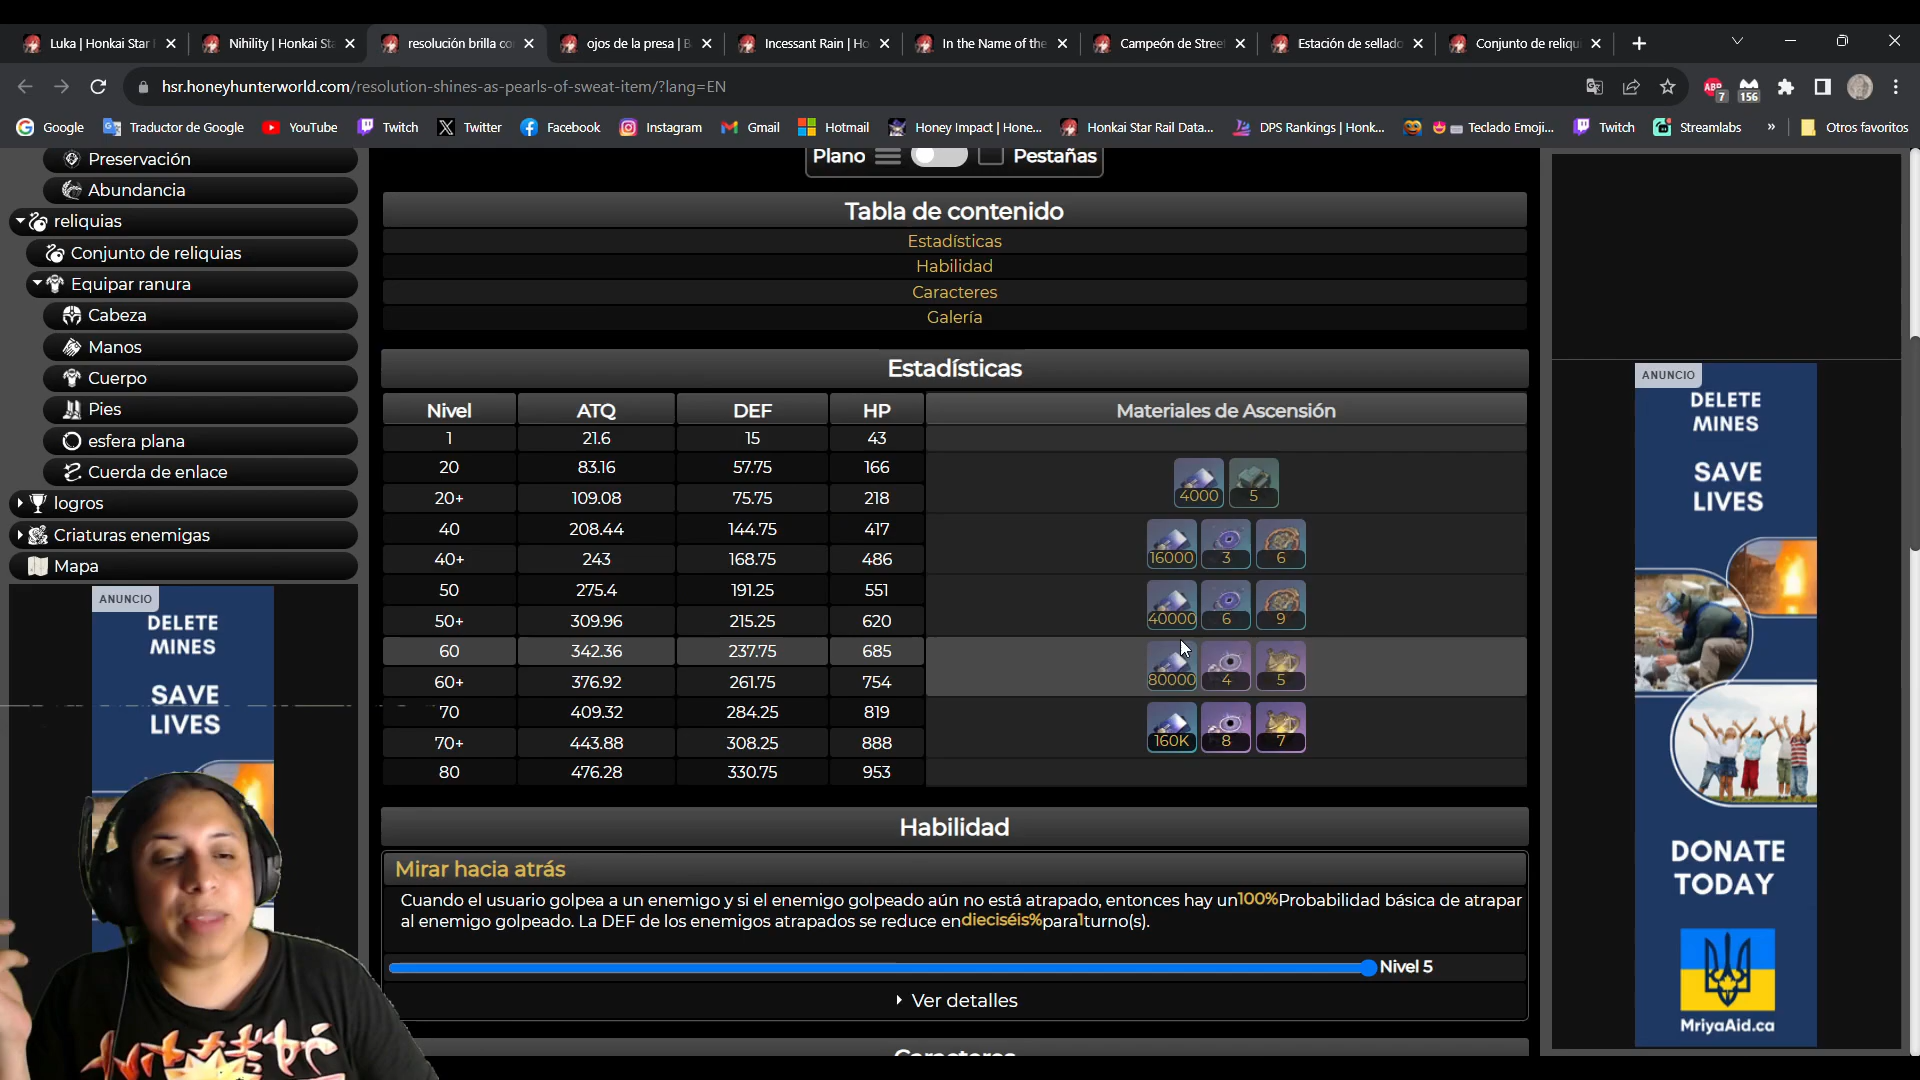 Luka | Honkai Star
Nihility | Honkai Sta
resolución brilla co
ojos de la presa | B
Incessant Rain | Ho
In the Name of the
Campeón de Street
Estación de sellado
Conjunto de reliqu
hsr.honeyhunterworld.com/resolution-shines-as-pearls-of-sweat-item/?lang=EN
ABP
7
156
Google
Traductor de Google
YouTube
Twitch
Twitter
Facebook
Instagram
Gmail
Hotmail
Honey Impact | Hone...
Honkai Star Rail Data...
DPS Rankings | Honk...
Teclado Emoji...
Twitch
Streamlabs
»
Otros favoritos
Preservación
Abundancia
reliquias
Conjunto de reliquias
Equipar ranura
Cabeza
Manos
Cuerpo
Pies
esfera plana
Cuerda de enlace
logros
Criaturas enemigas
Mapa
ANUNCIO
DELETE
MINES
SAVE
LIVES
Plano
Pestañas
Tabla de contenido
Estadísticas
Habilidad
Caracteres
Galería
Estadísticas
Nivel ATQ DEF HP Materiales de Ascensión
1 21.6 15 43
20 83.16 57.75 166
4000 5
20+ 109.08 75.75 218
40 208.44 144.75 417
16000 3 6
40+ 243 168.75 486
50 275.4 191.25 551
40000 6 9
50+ 309.96 215.25 620
60 342.36 237.75 685
80000 4 5
60+ 376.92 261.75 754
70 409.32 284.25 819
160K 8 7
70+ 443.88 308.25 888
80 476.28 330.75 953
Habilidad
Mirar hacia atrás
Cuando el usuario golpea a un enemigo y si el enemigo golpeado aún no está atrapado, entonces hay un100%Probabilidad básica de atrapar
al enemigo golpeado. La DEF de los enemigos atrapados se reduce endieciséis%para1turno(s).
Nivel 5
Ver detalles
Caracteres
ANUNCIO
DELETE
MINES
SAVE
LIVES
DONATE
TODAY
MriyaAid.ca